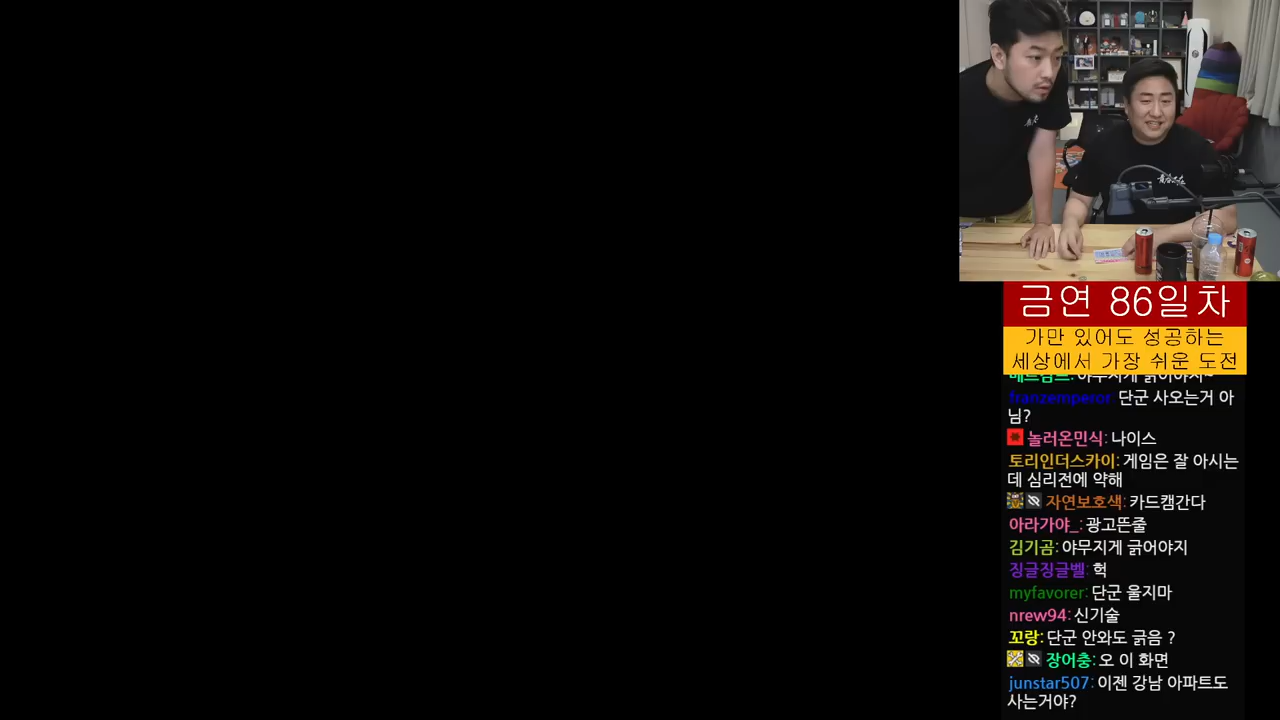 금연 86일차
가만 있어도 성공하는
세상에서 가장 쉬운 도전
franzemperor: 단군 사오는거 아
님?
놀러온민식: 나이스
토리인더스카이: 게임은 잘 아시는
데 심리전에 약해
자연보호색: 카드캠간다
아라가야_: 광고뜬줄
김기곰: 야무지게 긁어야지
징글징글벨: 헉
myfavorer: 단군 울지마
nrew94: 신기술
꼬랑: 단군 안와도 긁음 ?
장어충: 오 이 화면
junstar507: 이젠 강남 아파트도
사는거야?